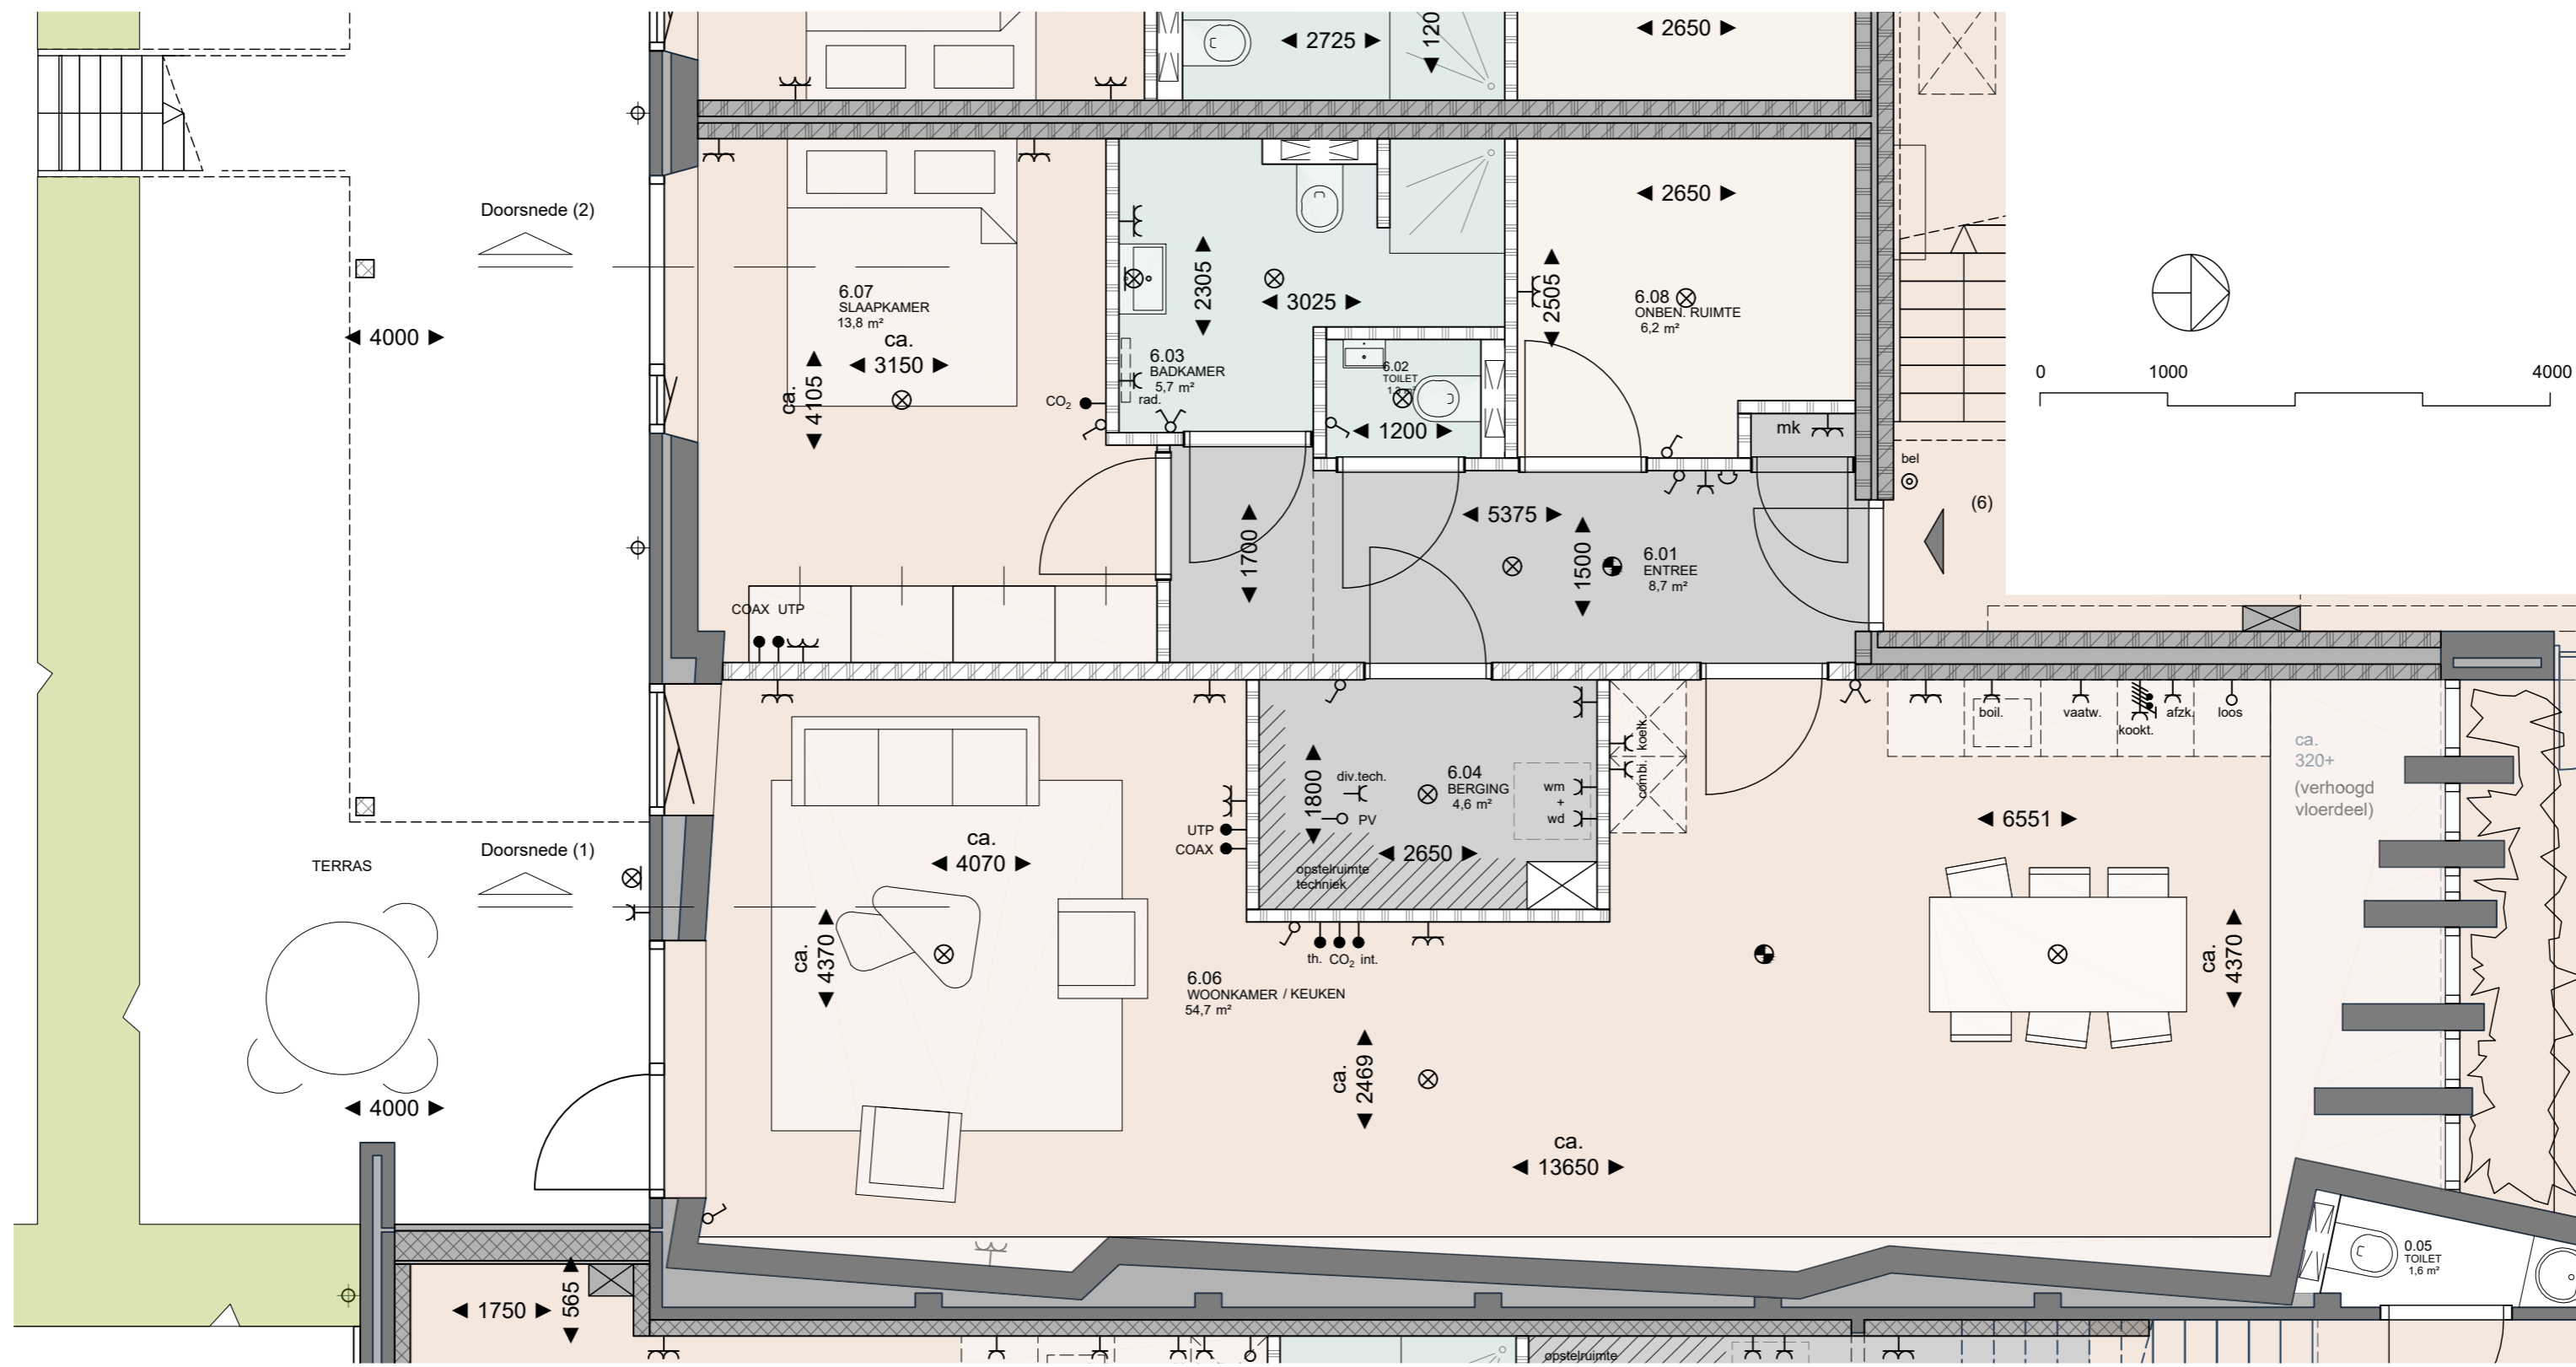 2725
120
2650
Doorsnede (2)
4000
6.07
SLAAPKAMER
13,8 m²
ca.
3150
ca.
4105
2305
3025
6.03
BADKAMER
5,7 m²
rad.
CO₂
6.02
TOILET
1200
2650
2505
6.08
ONBEN. RUIMTE
6,2 m²
mk
bel
(6)
0 1000 4000
COAX UTP
1700
5375
1500
6.01
ENTREE
8,7 m²
TERRAS
Doorsnede (1)
4000
ca.
4070
ca.
4370
UTP
COAX
1800
div.tech.
PV
6.04
BERGING
4,6 m²
wm
+
wd
2650
opstelruimte
techniek
koelk.
combi.
th. CO₂ int.
6.06
WOONKAMER / KEUKEN
54,7 m²
ca.
2469
ca.
13650
boil.
vaatw.
kookt.
afzk.
loos
6551
ca.
4370
ca.
320+
(verhoogd
vloerdeel)
0.05
TOILET
1,6 m²
1750
565
opstelruimte